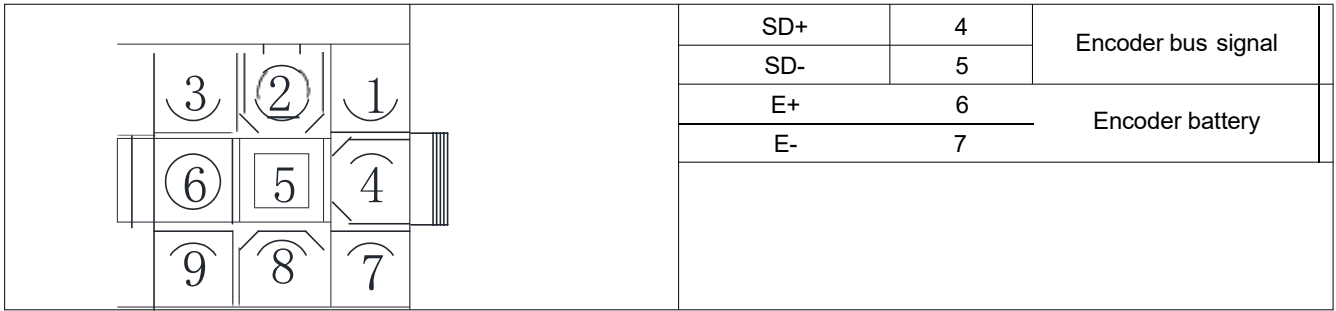 3 2 1
6 5 4
9 8 7
SD+ 4 Encoder bus signal
SD- 5
E+ 6 Encoder battery
E- 7